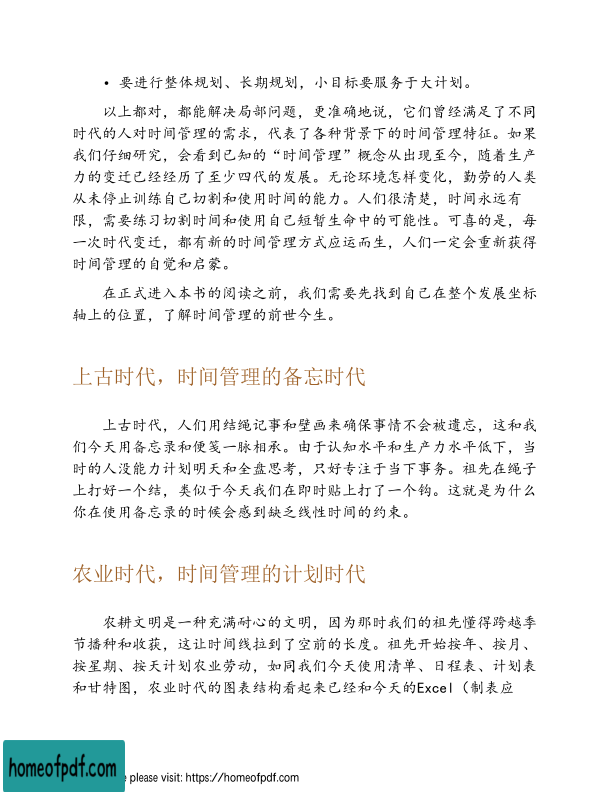 • 要进行整体规划、长期规划，小目标要服务于大计划。
以上都对，都能解决局部问题，更准确地说，它们曾经满足了不同
时代的人对时间管理的需求，代表了各种背景下的时间管理特征。如果
我们仔细研究，会看到已知的“时间管理”概念从出现至今，随着生产
力的变迁已经经历了至少四代的发展。无论环境怎样变化，勤劳的人类
从未停止训练自己切割和使用时间的能力。人们很清楚，时间永远有
限，需要练习切割时间和使用自己短暂生命中的可能性。可喜的是，每
一次时代变迁，都有新的时间管理方式应运而生，人们一定会重新获得
时间管理的自觉和启蒙。
在正式进入本书的阅读之前，我们需要先找到自己在整个发展坐标
轴上的位置，了解时间管理的前世今生。
上古时代，时间管理的备忘时代
上古时代，人们用结绳记事和壁画来确保事情不会被遗忘，这和我
们今天用备忘录和便笺一脉相承。由于认知水平和生产力水平低下，当
时的人没能力计划明天和全盘思考，只好专注于当下事务。祖先在绳子
上打好一个结，类似于今天我们在即时贴上打了一个钩。这就是为什么
你在使用备忘录的时候会感到缺乏线性时间的约束。
农业时代，时间管理的计划时代
农耕文明是一种充满耐心的文明，因为那时我们的祖先懂得跨越季
节播种和收获，这让时间线拉到了空前的长度。祖先开始按年、按月、
按星期、按天计划农业劳动，如同我们今天使用清单、日程表、计划表
和甘特图，农业时代的图表结构看起来已经和今天的Excel（制表应
homeofpdf.com
e please visit: https://homeofpdf.com